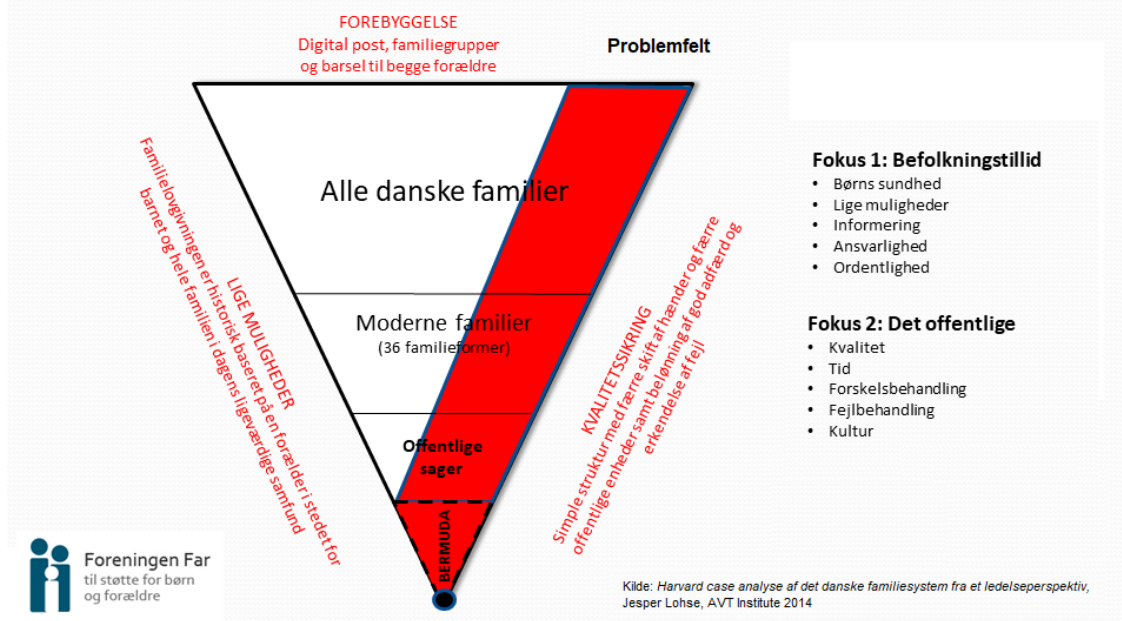 FOREBYGGELSE
Digital post, familiegrupper
og barsel til begge forældre
Problemfelt
Alle danske familier
Moderne familier
(36 familieformer)
Offentlige
sager
BERMUDA
LIGE MULIGHEDER
Familielovgivningen er historisk baseret på en forælder i stedet for
barnet og hele familien i dagens ligeværdige samfund
KVALITETSSIKRING
Simple struktur med færre skift af hænder og færre
offentlige enheder samt belønning af god adfærd og
erkendelse af fejl
Fokus 1: Befolkningstillid
• Børns sundhed
• Lige muligheder
• Informering
• Ansvarlighed
• Ordentlighed
Fokus 2: Det offentlige
• Kvalitet
• Tid
• Forskelsbehandling
• Fejlbehandling
• Kultur
Foreningen Far
til støtte for børn
og forældre
Kilde: Harvard case analyse af det danske familiesystem fra et ledelseperspektiv,
Jesper Lohse, AVT Institute 2014